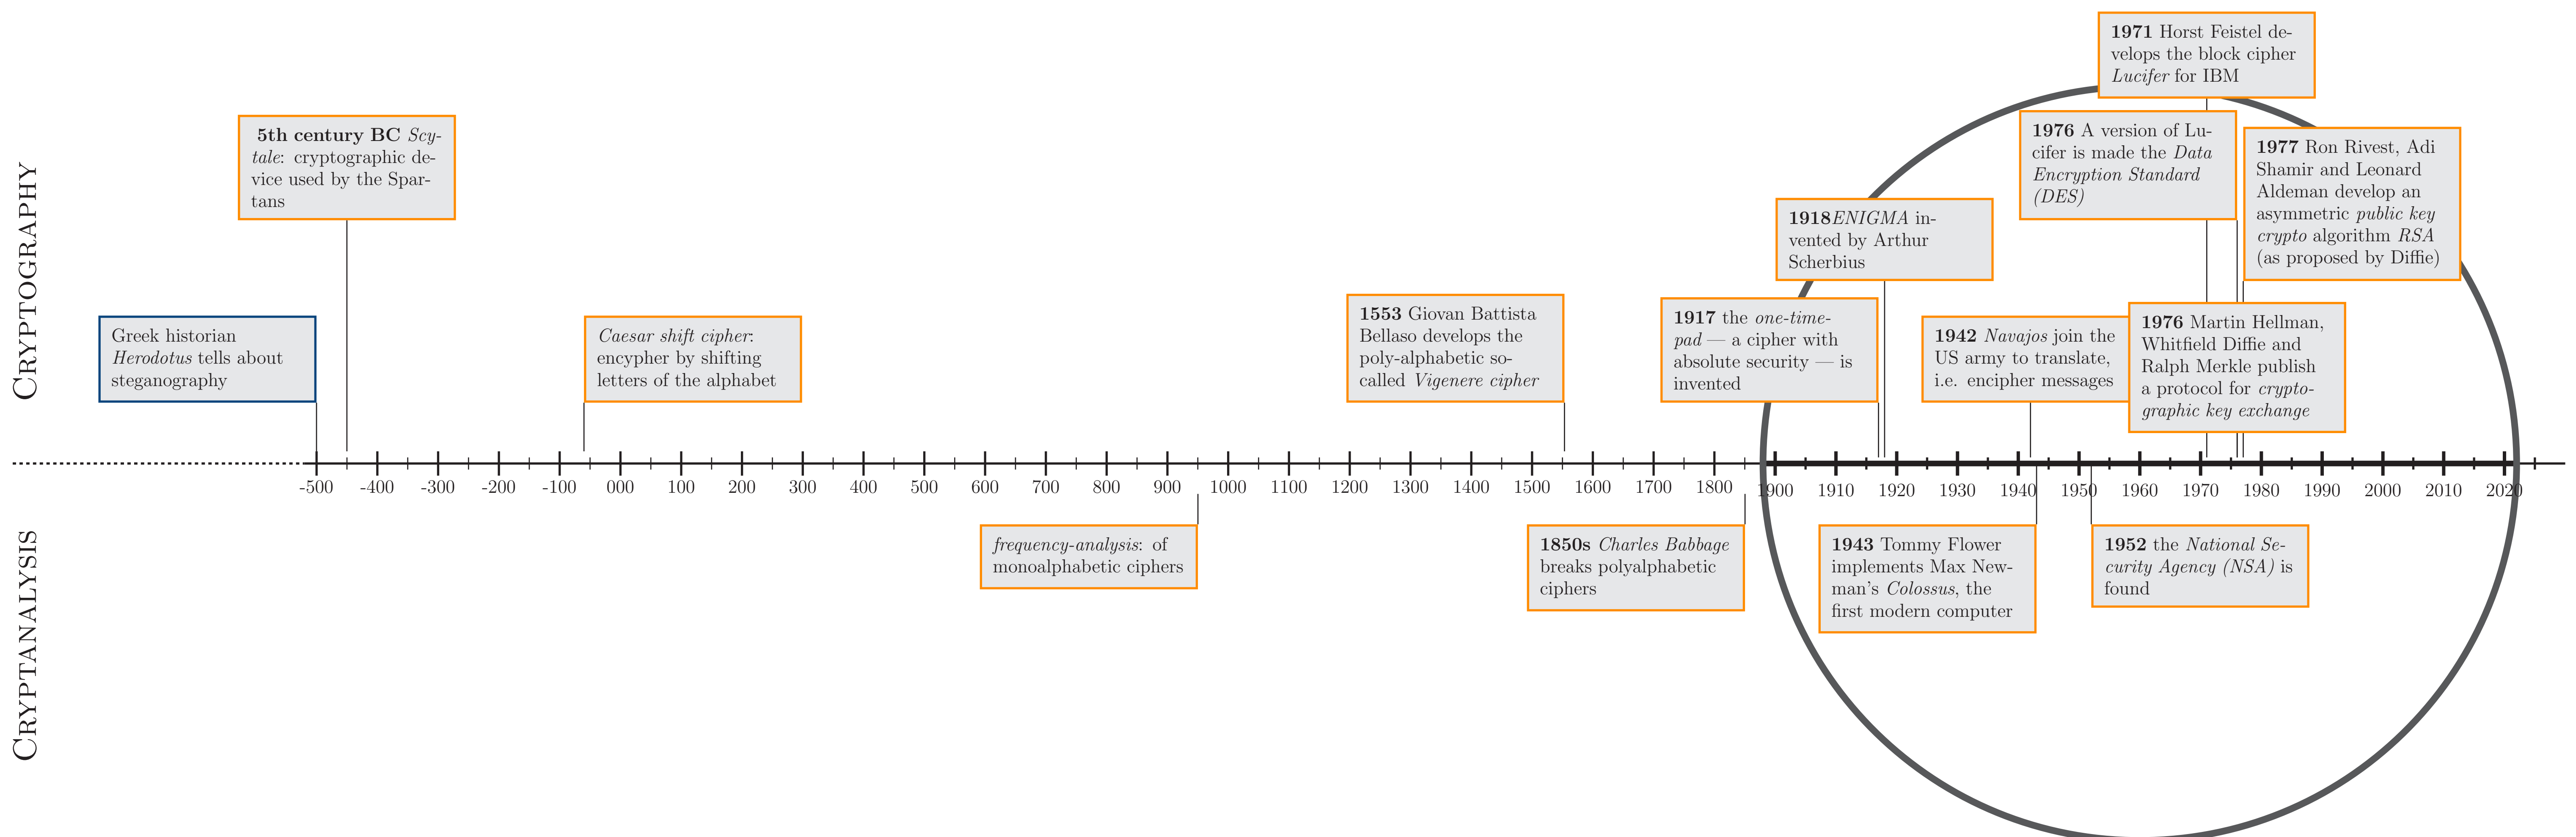 CRYPTOGRAPHY
1971 Horst Feistel de-
velops the block cipher
Lucifer for IBM
5th century BC Scy-
tale: cryptographic de-
vice used by the Spar-
tans
1976 A version of Lu-
cifer is made the Data
Encryption Standard
(DES)
1977 Ron Rivest, Adi
Shamir and Leonard
Aldeman develop an
asymmetric public key
crypto algorithm RSA
(as proposed by Diffie)
1918ENIGMA in-
vented by Arthur
Scherbius
Greek historian
Herodotus tells about
steganography
Caesar shift cipher:
encypher by shifting
letters of the alphabet
1553 Giovan Battista
Bellaso develops the
poly-alphabetic so-
called Vigenere cipher
1917 the one-time-
pad — a cipher with
absolute security — is
invented
1942 Navajos join the
US army to translate,
i.e. encipher messages
1976 Martin Hellman,
Whitfield Diffie and
Ralph Merkle publish
a protocol for crypto-
graphic key exchange
-500 -400 -300 -200 -100 000 100 200 300 400 500 600 700 800 900 1000 1100 1200 1300 1400 1500 1600 1700 1800 1900 1910 1920 1930 1940 1950 1960 1970 1980 1990 2000 2010 2020
CRYPTANALYSIS
frequency-analysis: of
monoalphabetic ciphers
1850s Charles Babbage
breaks polyalphabetic
ciphers
1943 Tommy Flower
implements Max New-
man's Colossus, the
first modern computer
1952 the National Se-
curity Agency (NSA) is
found